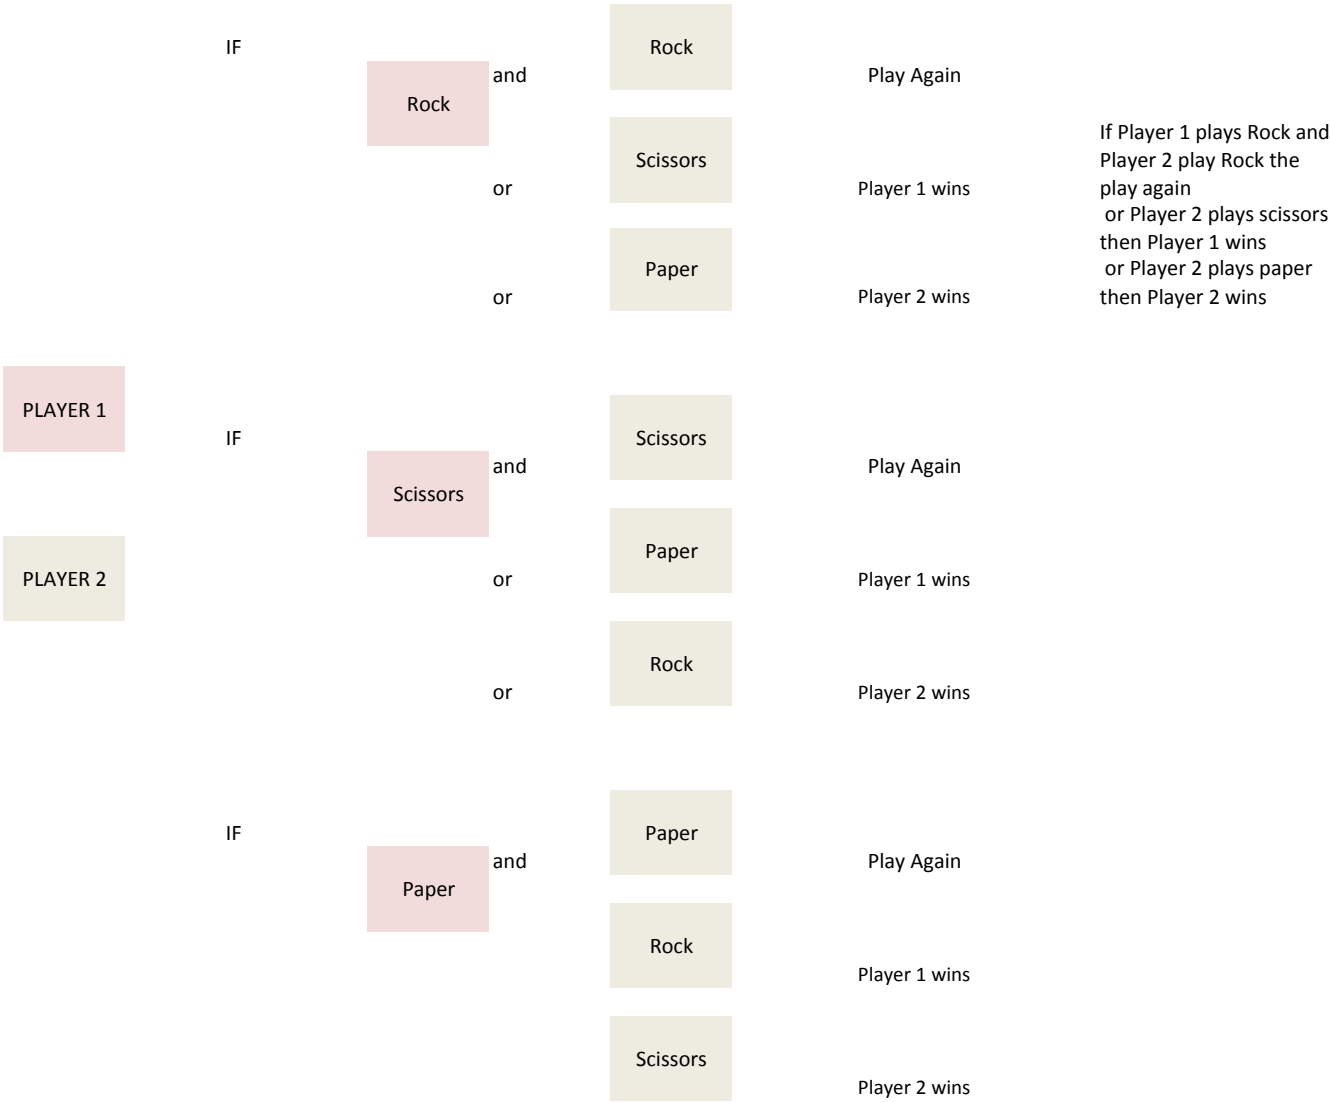 IF
Rock
and
Rock
Play Again
or
Scissors
Player 1 wins
or
Paper
Player 2 wins
If Player 1 plays Rock and
Player 2 play Rock the
play again
or Player 2 plays scissors
then Player 1 wins
or Player 2 plays paper
then Player 2 wins
PLAYER 1
PLAYER 2
IF
Scissors
and
Scissors
Play Again
or
Paper
Player 1 wins
or
Rock
Player 2 wins
IF
Paper
and
Paper
Play Again
Rock
Player 1 wins
Scissors
Player 2 wins